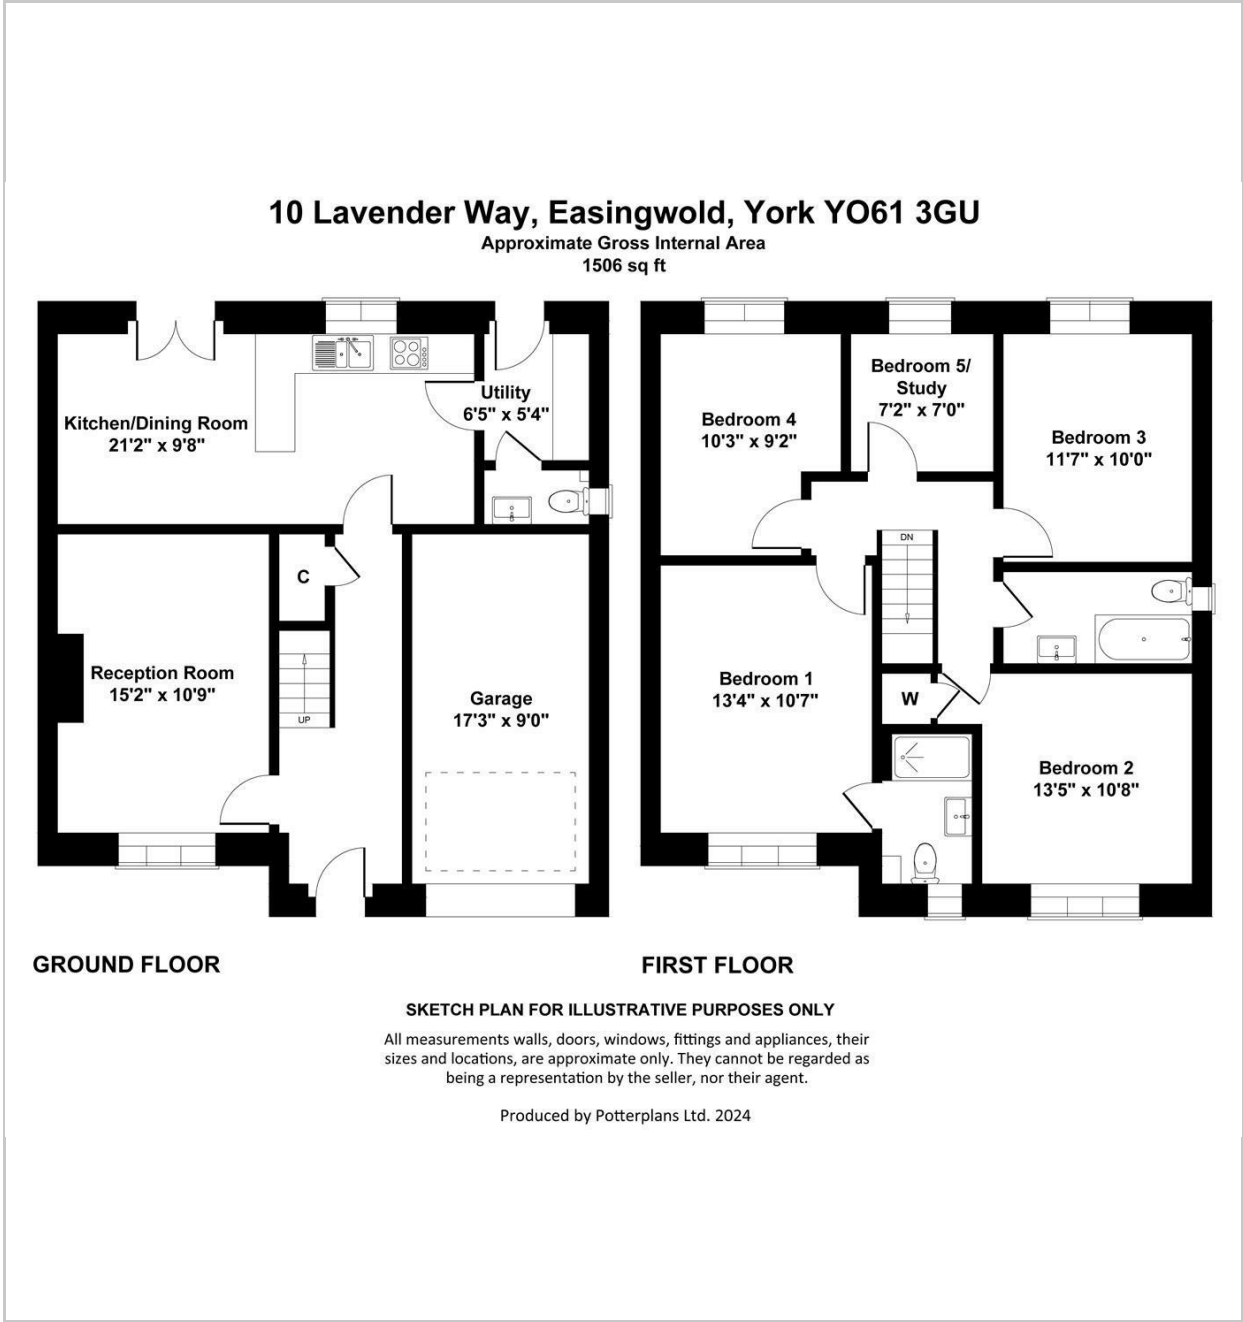 10 Lavender Way, Easingwold, York YO61 3GU
Approximate Gross Internal Area
1506 sq ft
Kitchen/Dining Room
21'2" x 9'8"
Utility
6'5" x 5'4"
C
Reception Room
15'2" x 10'9"
UP
Garage
17'3" x 9'0"
GROUND FLOOR
Bedroom 4
10'3" x 9'2"
Bedroom 5/
Study
7'2" x 7'0"
Bedroom 3
11'7" x 10'0"
DN
Bedroom 1
13'4" x 10'7"
W
Bedroom 2
13'5" x 10'8"
FIRST FLOOR
SKETCH PLAN FOR ILLUSTRATIVE PURPOSES ONLY
All measurements walls, doors, windows, fittings and appliances, their
sizes and locations, are approximate only. They cannot be regarded as
being a representation by the seller, nor their agent.
Produced by Potterplans Ltd. 2024